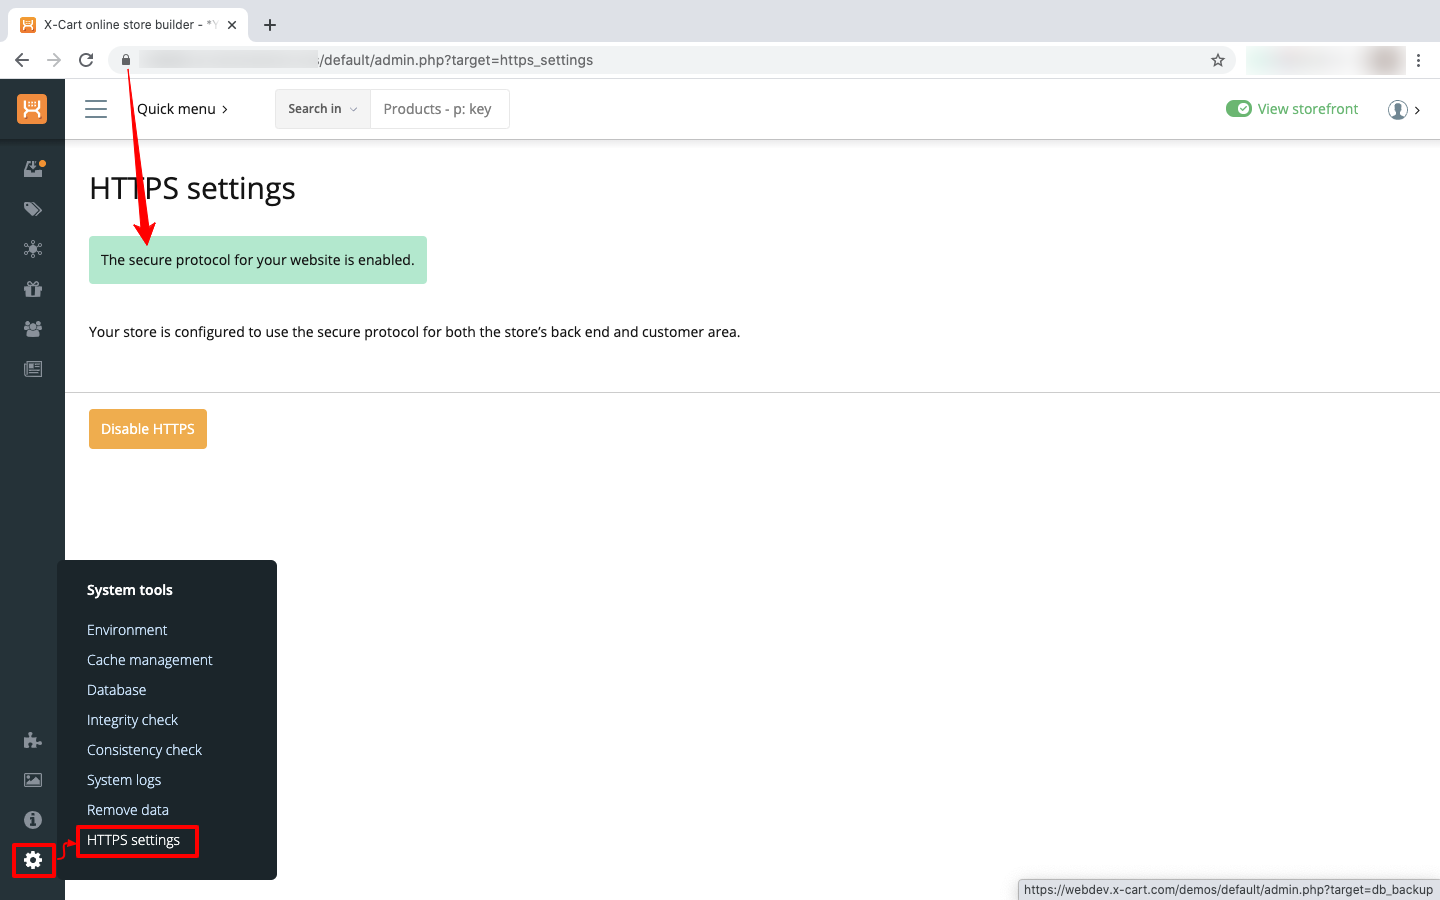 X-Cart online store builder - *
/default/admin.php?target=https_settings
Quick menu
Search in
Products - p: key
View storefront
HTTPS settings
The secure protocol for your website is enabled.
Your store is configured to use the secure protocol for both the store's back end and customer area.
Disable HTTPS
System tools
Environment
Cache management
Database
Integrity check
Consistency check
System logs
Remove data
HTTPS settings
https://webdev.x-cart.com/demos/default/admin.php?target=db_backup